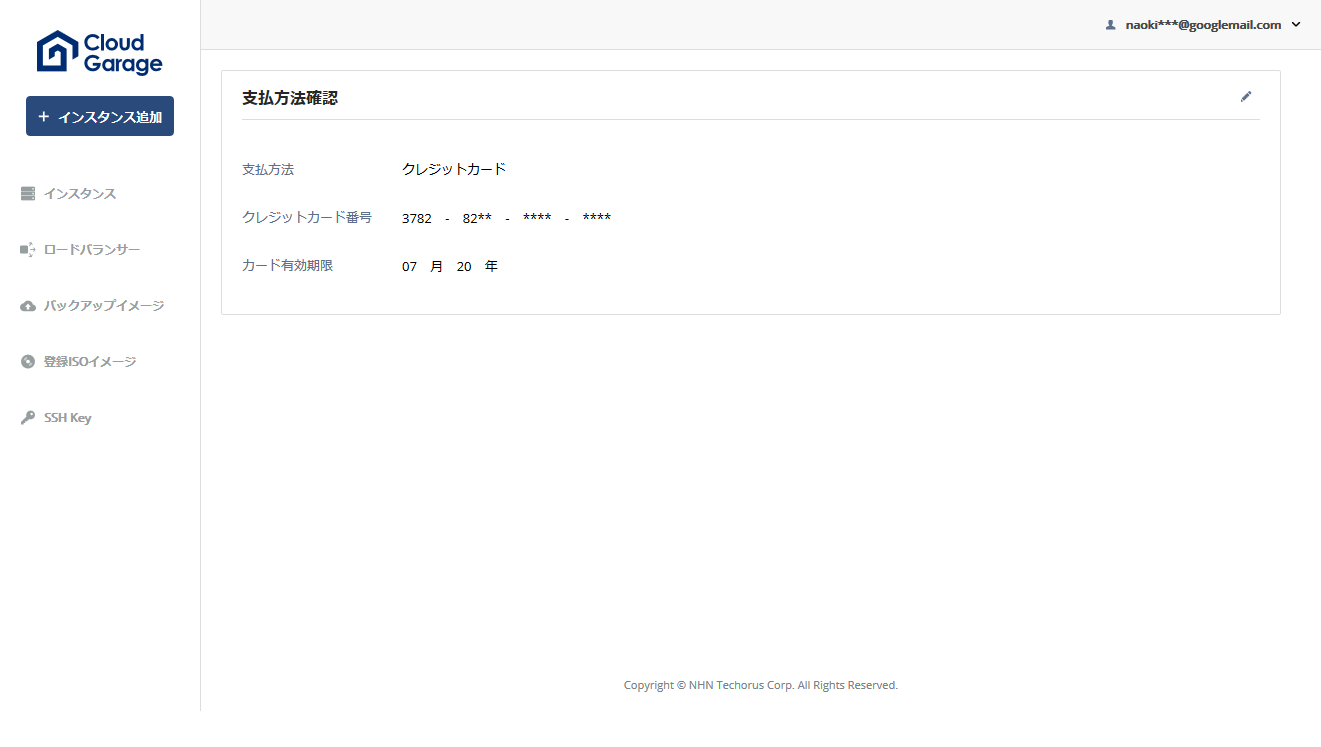 Cloud
Garage
naoki***@googlemail.com
+ インスタンス追加
インスタンス
ロードバランサー
バックアップイメージ
登録ISOイメージ
SSH Key
支払方法確認
支払方法 クレジットカード
クレジットカード番号 3782 - 82** - **** - ****
カード有効期限 07 月 20 年
Copyright © NHN Techorus Corp. All Rights Reserved.